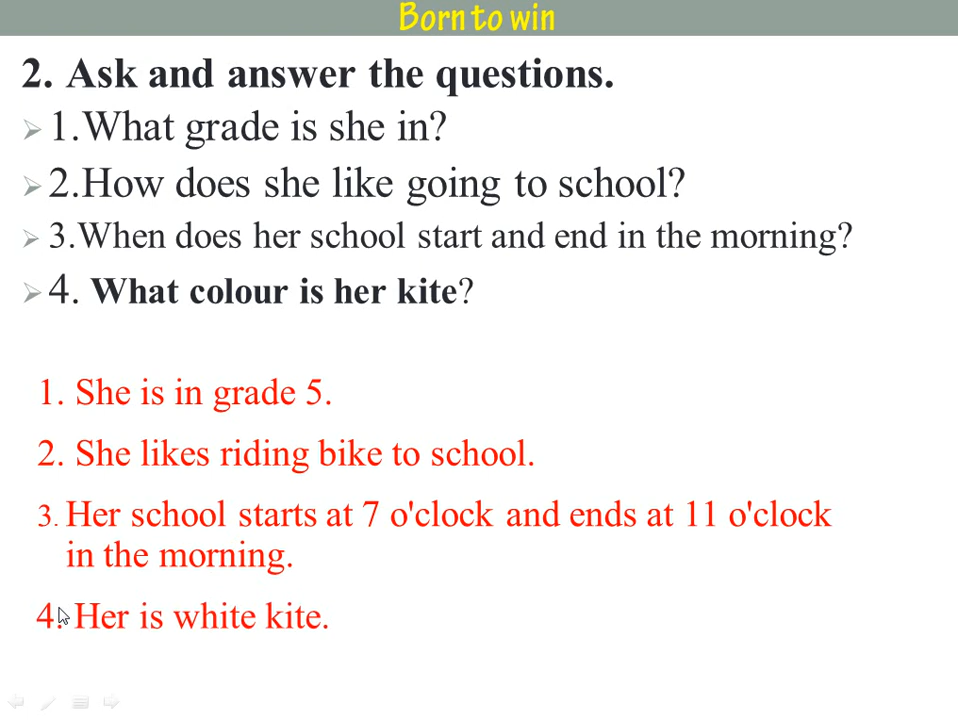 Born to win
2. Ask and answer the questions.
1.What grade is she in?
2.How does she like going to school?
3.When does her school start and end in the morning?
4. What colour is her kite?
1. She is in grade 5.
2. She likes riding bike to school.
3. Her school starts at 7 o'clock and ends at 11 o'clock
in the morning.
4. Her is white kite.